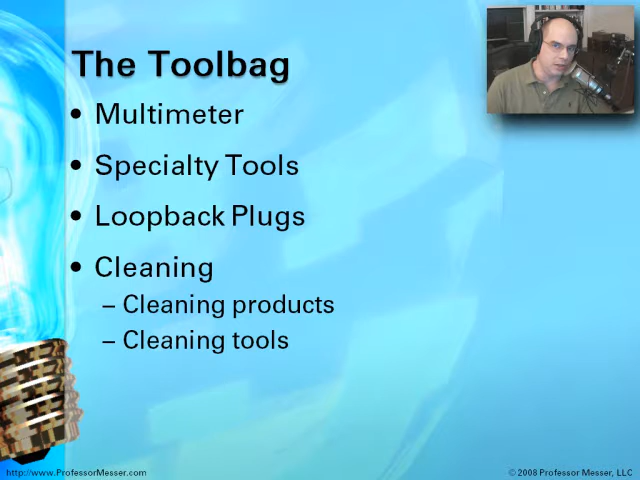 The Toolbag
• Multimeter
• Specialty Tools
• Loopback Plugs
• Cleaning
– Cleaning products
– Cleaning tools
http://www.ProfessorMesser.com
© 2008 Professor Messer, LLC